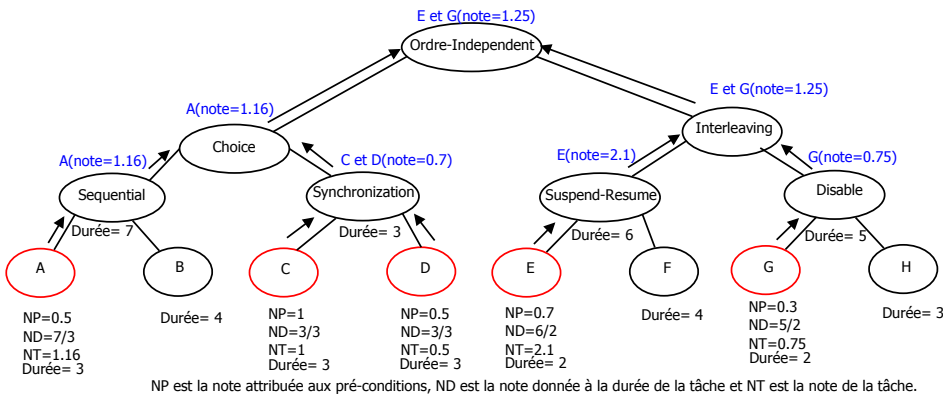 E et G(note=1.25)
Ordre-Independent
E et G(note=1.25)
A(note=1.16)
Interleaving
Choice
A(note=1.16)
C et D(note=0.7)
E(note=2.1)
G(note=0.75)
Sequential
Synchronization
Suspend-Resume
Disable
Durée= 7
Durée= 3
Durée= 6
Durée= 5
A
B
C
D
E
F
G
H
NP=0.5
ND=7/3
NT=1.16
Durée= 3
Durée= 4
NP=1
ND=3/3
NT=1
Durée= 3
NP=0.5
ND=3/3
NT=0.5
Durée= 3
NP=0.7
ND=6/2
NT=2.1
Durée= 2
Durée= 4
NP=0.3
ND=5/2
NT=0.75
Durée= 2
Durée= 3
NP est la note attribuée aux pré-conditions, ND est la note donnée à la durée de la tâche et NT est la note de la tâche.